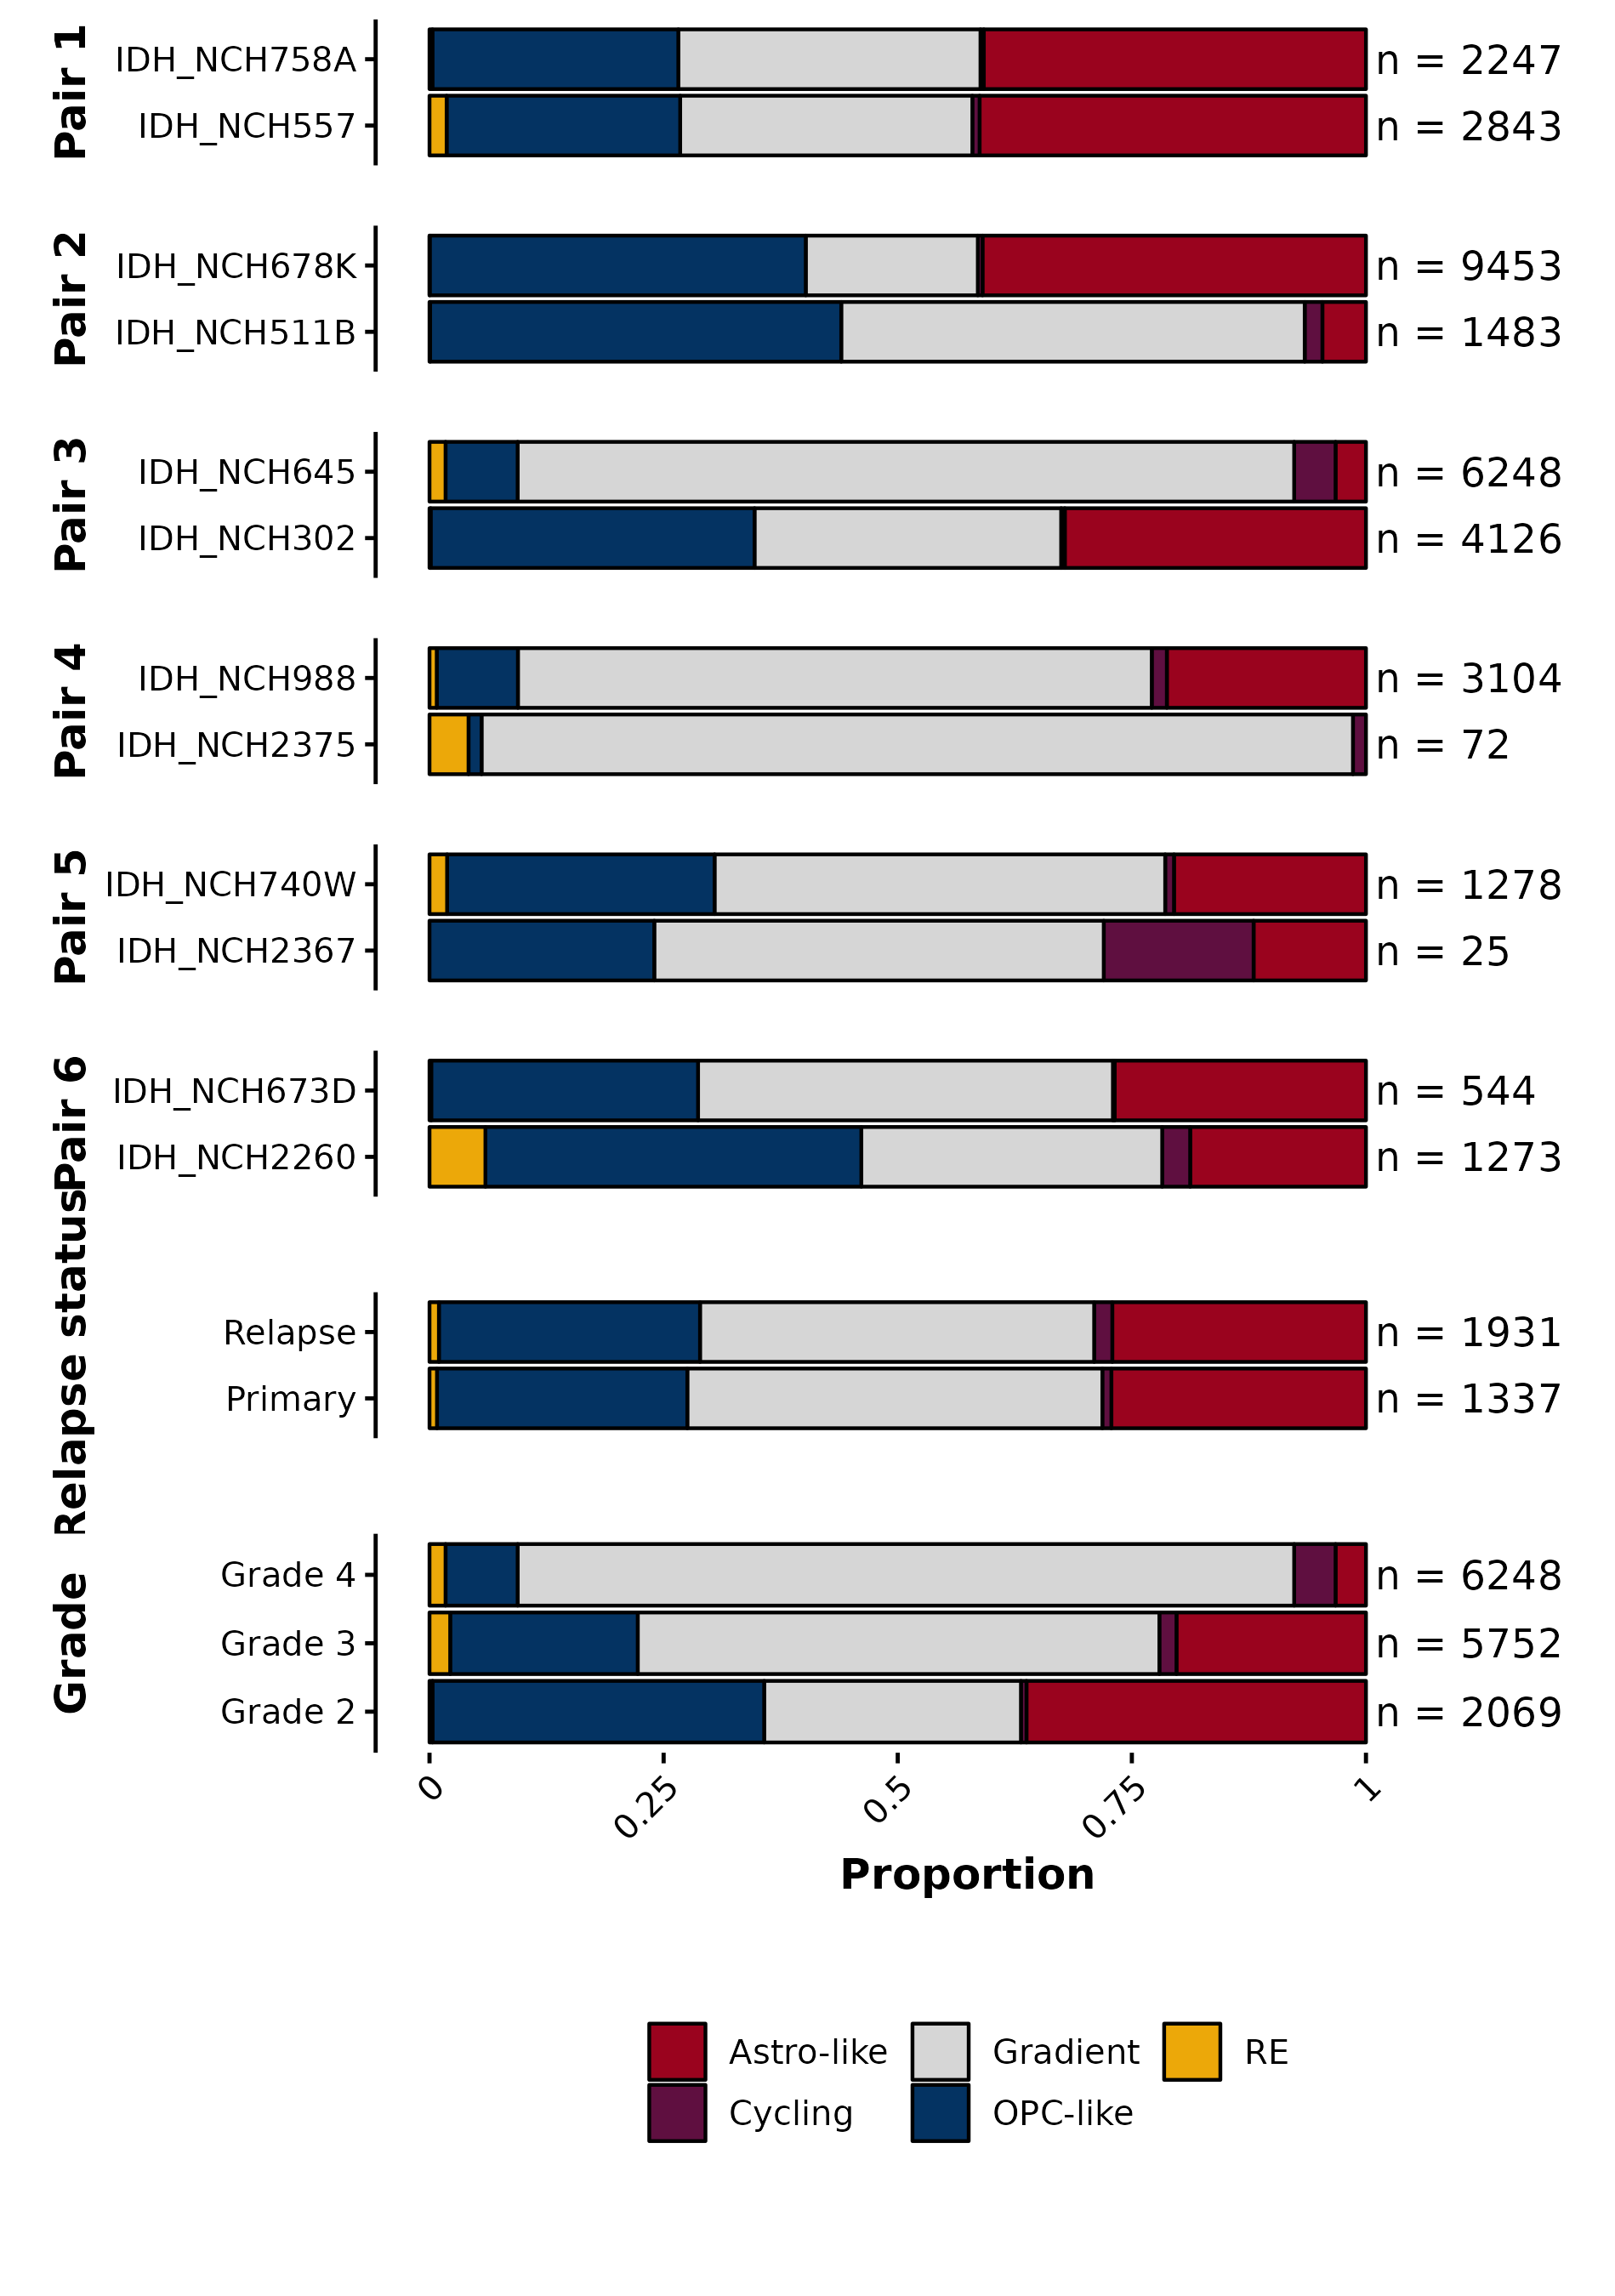 Pair 1
IDH_NCH758A
n = 2247
IDH_NCH557
n = 2843
Pair 2
IDH_NCH678K
n = 9453
IDH_NCH511B
n = 1483
Pair 3
IDH_NCH645
n = 6248
IDH_NCH302
n = 4126
Pair 4
IDH_NCH988
n = 3104
IDH_NCH2375
n = 72
Pair 5
IDH_NCH740W
n = 1278
IDH_NCH2367
n = 25
Pair 6
IDH_NCH673D
n = 544
IDH_NCH2260
n = 1273
Relapse status
Relapse
n = 1931
Primary
n = 1337
Grade
Grade 4
n = 6248
Grade 3
n = 5752
Grade 2
n = 2069
0 0.25 0.5 0.75 1
Proportion
Astro-like Gradient RE
Cycling OPC-like